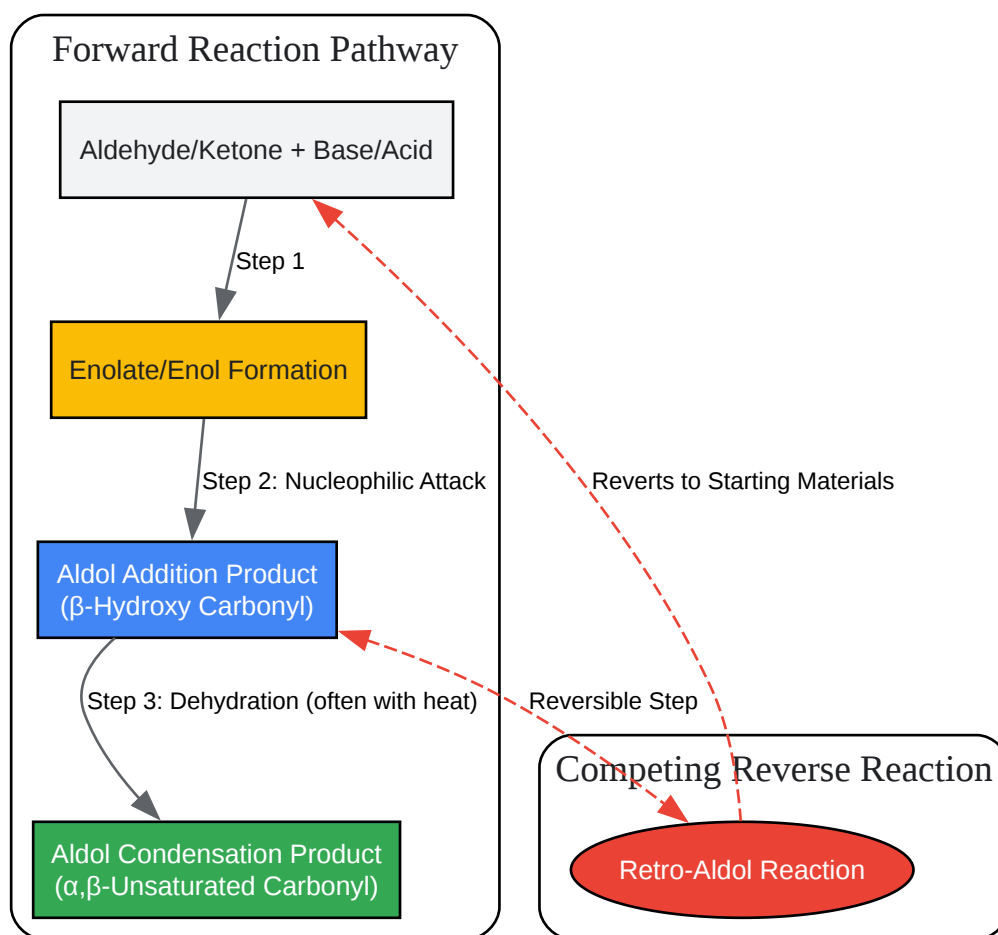 Forward Reaction Pathway
Aldehyde/Ketone + Base/Acid
Step 1
Enolate/Enol Formation
Step 2: Nucleophilic Attack
Reverts to Starting Materials
Aldol Addition Product
(β-Hydroxy Carbonyl)
Step 3: Dehydration (often with heat)
Reversible Step
Competing Reverse Reaction
Aldol Condensation Product
(α,β-Unsaturated Carbonyl)
Retro-Aldol Reaction